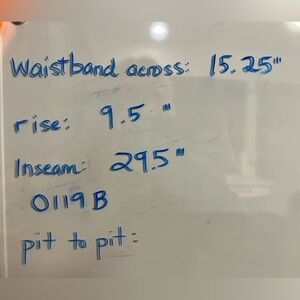 Waistband across: 15.25"
rise: 9.5"
Inseam: 29.5"
0119B
pit to pit: